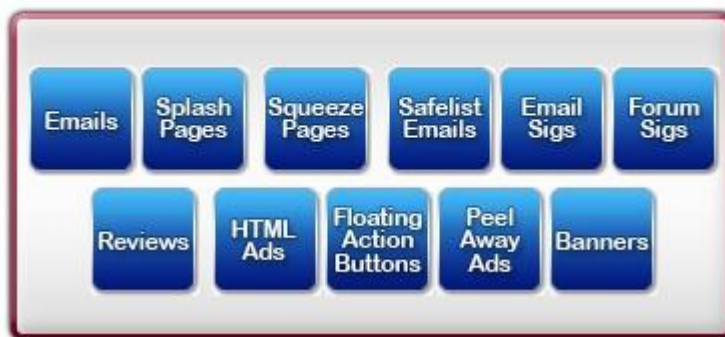 Emails
Splash
Pages
Squeeze
Pages
Safelist
Emails
Email
Sigs
Forum
Sigs
Reviews
HTML
Ads
Floating
Action
Buttons
Peel
Away
Ads
Banners